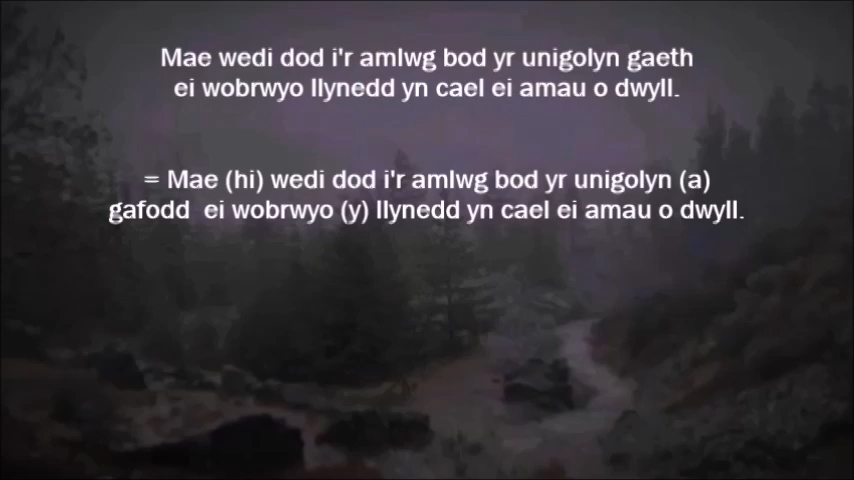 Mae wedi dod i'r amlwg bod yr unigolyn gaeth
ei wobrwyo llynedd yn cael ei amau o dwyll.
= Mae (hi) wedi dod i'r amlwg bod yr unigolyn (a)
gafodd ei wobrwyo (y) llynedd yn cael ei amau o dwyll.